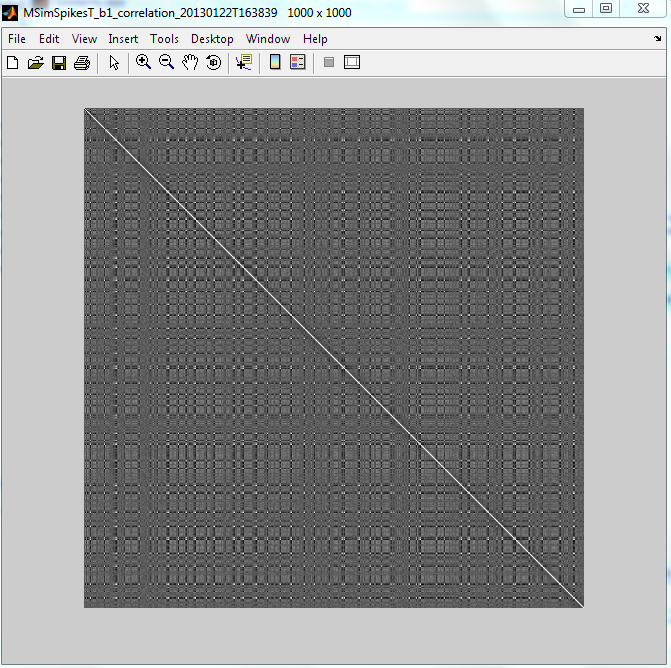 MSimSpikesT_b1_correlation_20130122T163839 1000 x 1000
File Edit View Insert Tools Desktop Window Help